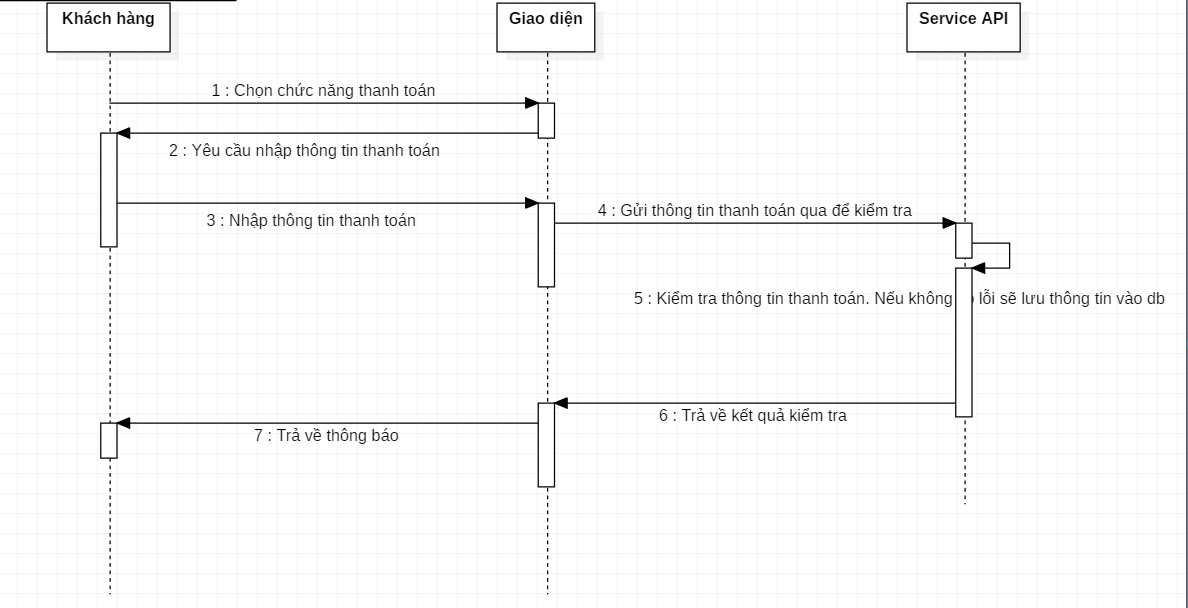 Khách hàng
Giao diện
Service API
1 : Chọn chức năng thanh toán
2 : Yêu cầu nhập thông tin thanh toán
3 : Nhập thông tin thanh toán
4 : Gửi thông tin thanh toán qua để kiểm tra
5 : Kiểm tra thông tin thanh toán. Nếu không lỗi sẽ lưu thông tin vào db
6 : Trả về kết quả kiểm tra
7 : Trả về thông báo